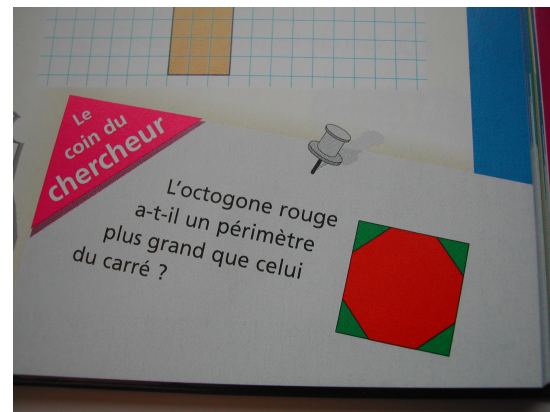 Le
coin du
chercheur
L'octogone rouge
a-t-il un périmètre
plus grand que celui
du carré ?